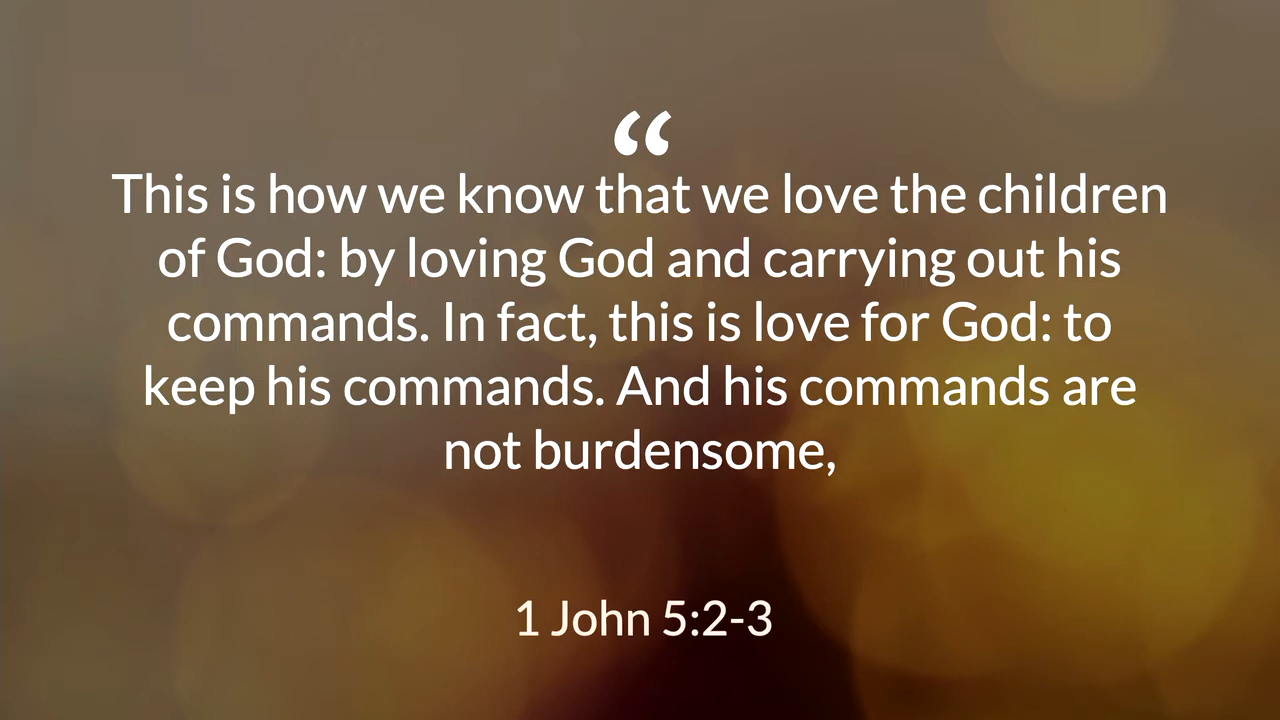 “
This is how we know that we love the children
of God: by loving God and carrying out his
commands. In fact, this is love for God: to
keep his commands. And his commands are
not burdensome,
1 John 5:2-3